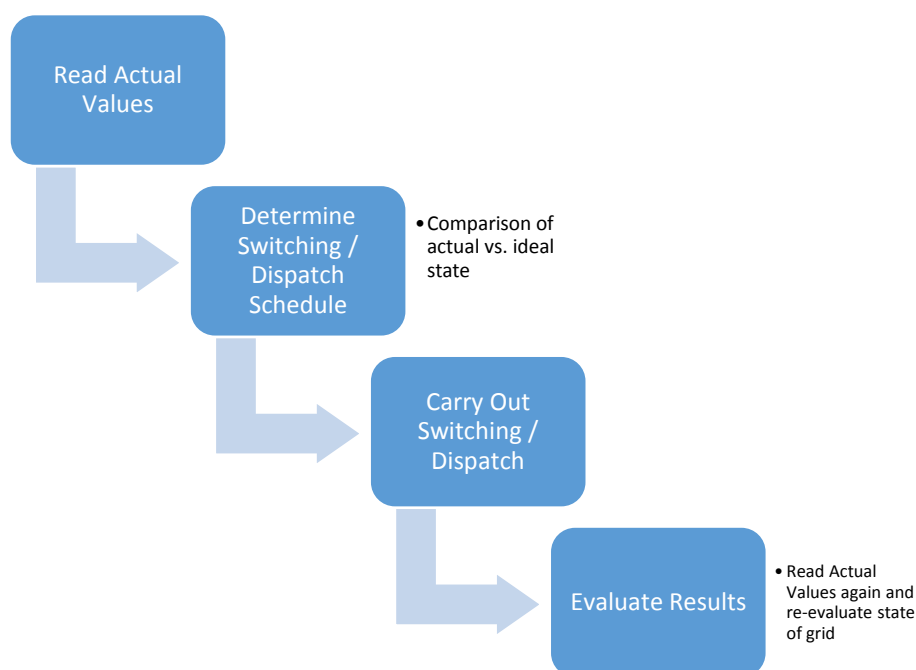 Read Actual
Values
Determine
Switching /
Dispatch
Schedule
•Comparison of
actual vs. ideal
state
Carry Out
Switching /
Dispatch
Evaluate Results
• Read Actual
Values again and
re-evaluate state
of grid